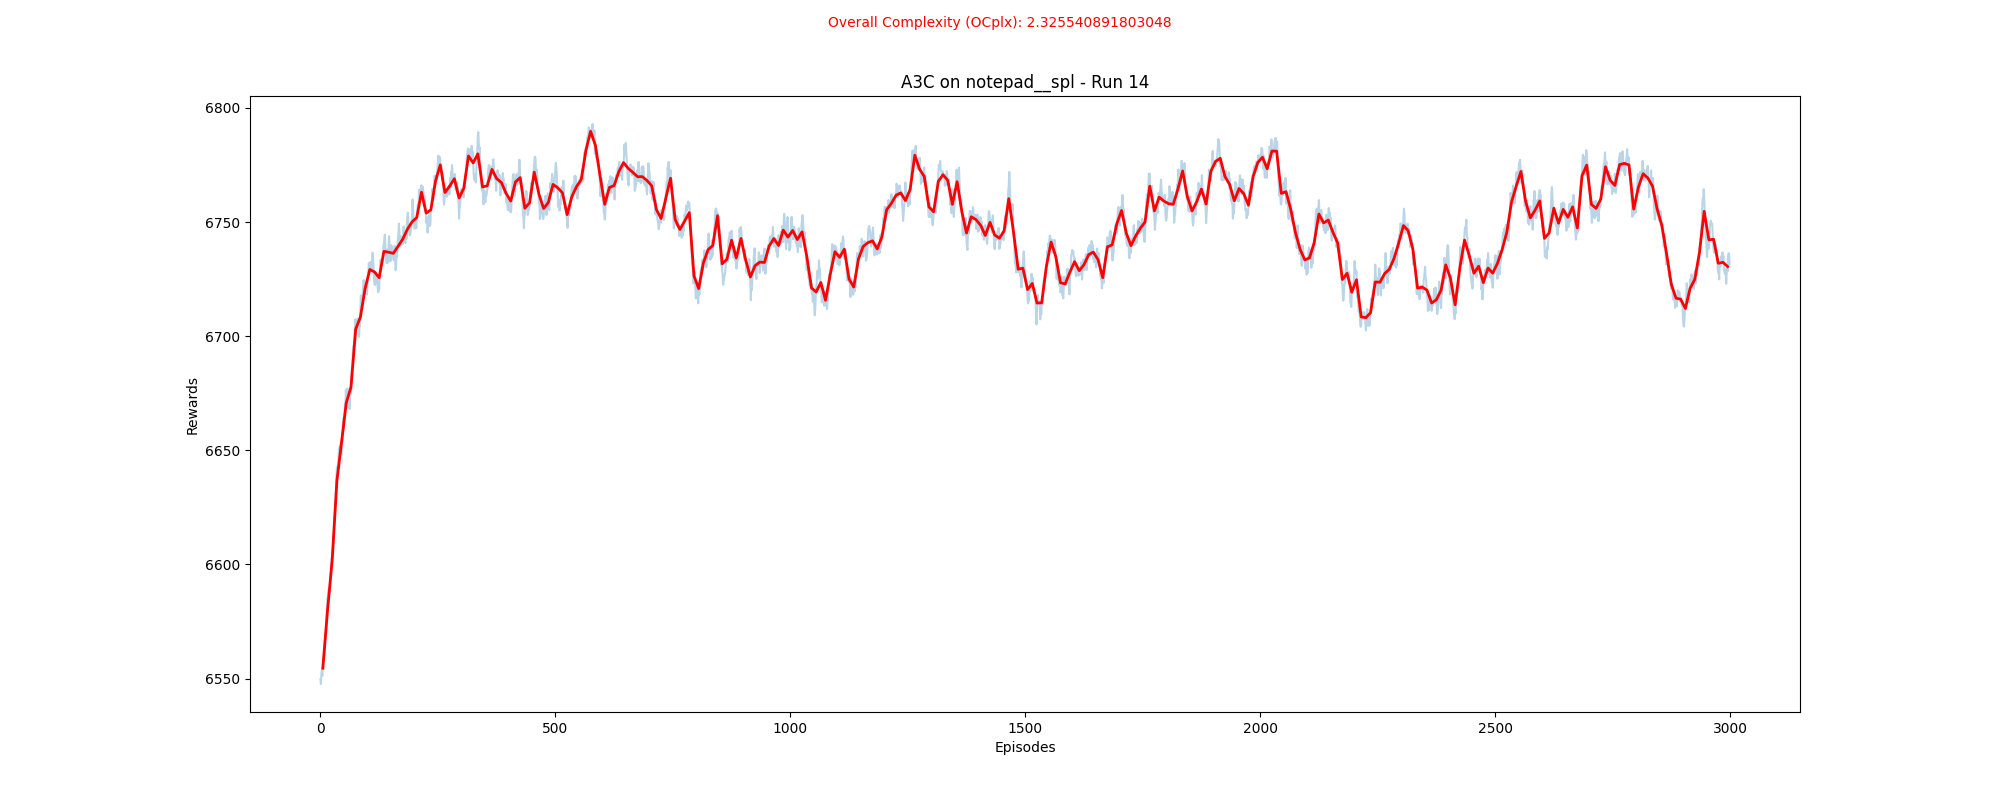 Overall Complexity (OCplx): 2.325540891803048
A3C on notepad__spl - Run 14
6800
6750
6700
6650
6600
6550
Rewards
0 500 1000 1500 2000 2500 3000
Episodes